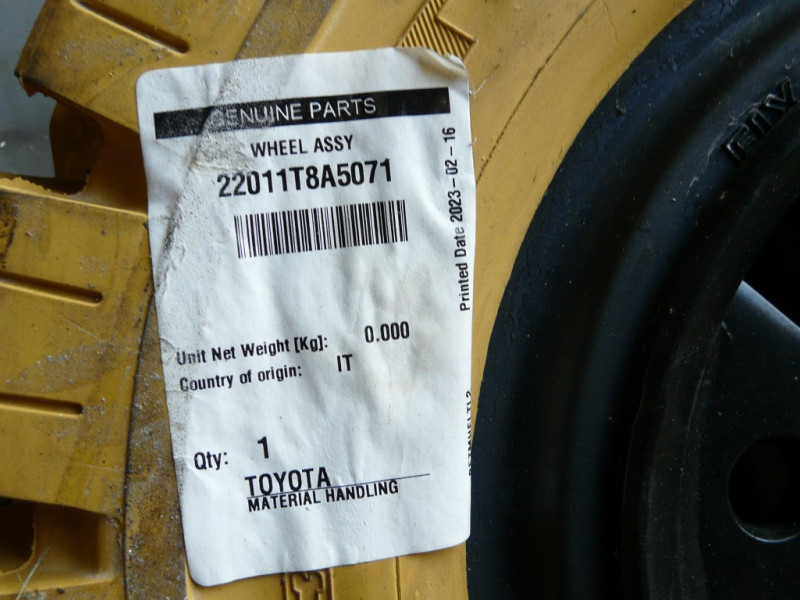 GENUINE PARTS
WHEEL ASSY
22011T8A5071
Printed Date 2023-02-16
Unit Net Weight [Kg]: 0.000
Country of origin: IT
Qty: 1
TOYOTA
MATERIAL HANDLING